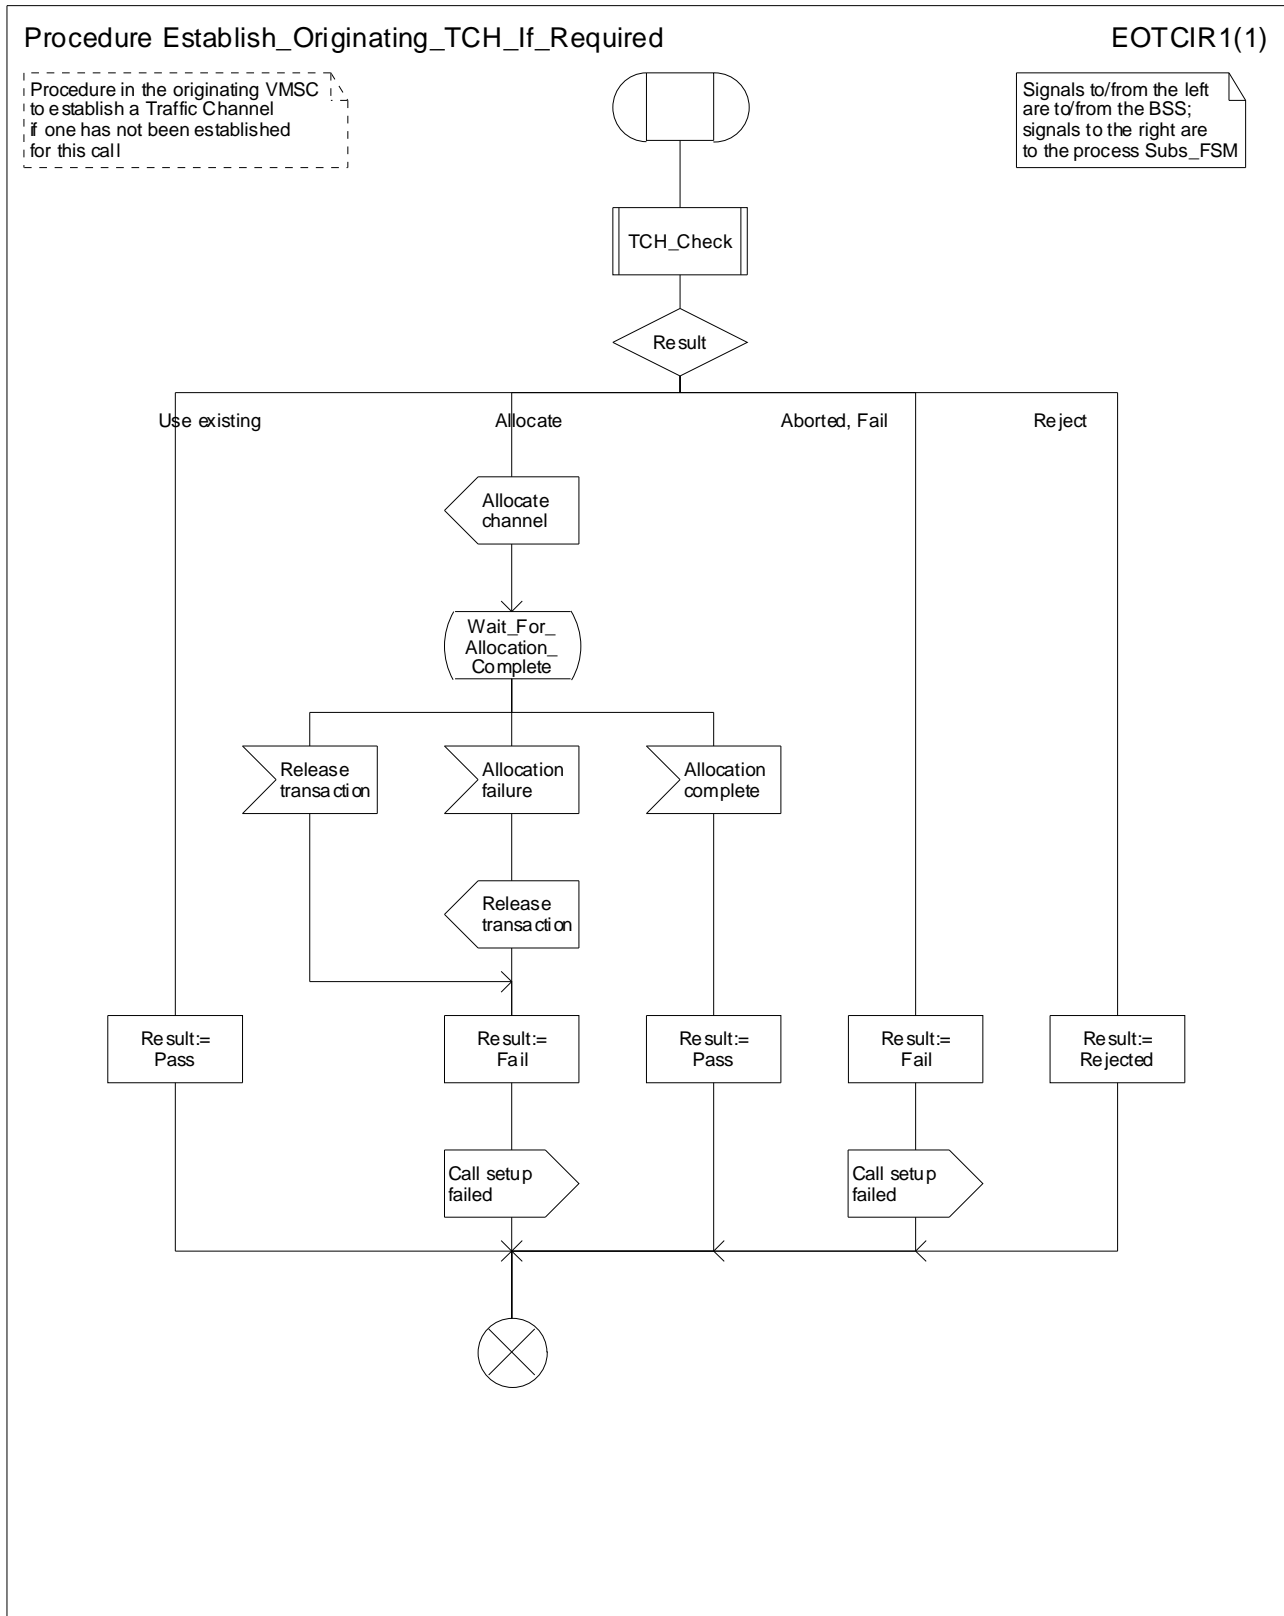 Procedure Establish_Originating_TCH_If_Required
EOTCIR1(1)
Procedure in the originating VMSC
to establish a Traffic Channel
if one has not been established
for this call
Signals to/from the left
are to/from the BSS;
signals to the right are
to the process Subs_FSM
TCH_Check
Result
Use existing
Allocate
Aborted, Fail
Reject
Allocate
channel
Wait_For_
Allocation_
Complete
Release
transaction
Allocation
failure
Allocation
complete
Release
transaction
Result:=
Pass
Result:=
Fail
Result:=
Pass
Result:=
Fail
Result:=
Rejected
Call setup
failed
Call setup
failed